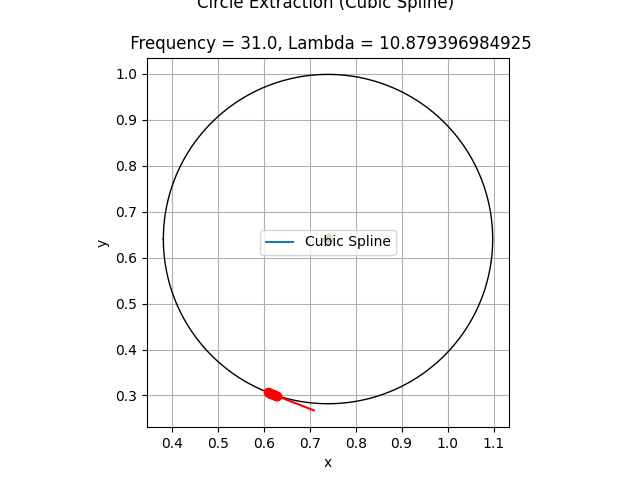 Circle Extraction (Cubic Spline)
Frequency = 31.0, Lambda = 10.879396984925
1.0
0.9
0.8
0.7
0.6
0.5
0.4
0.3
y
Cubic Spline
0.4 0.5 0.6 0.7 0.8 0.9 1.0 1.1
x